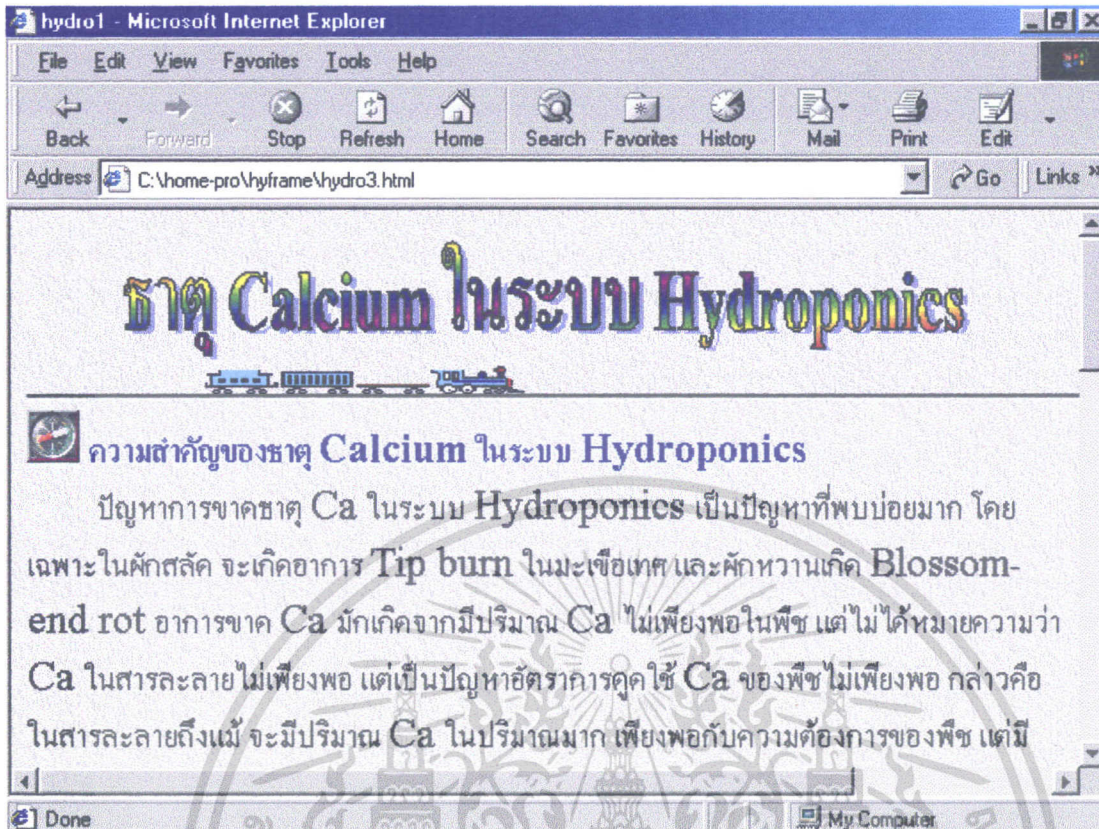 hydro1 - Microsoft Internet Explorer
File Edit View Favorites Tools Help
Back Forward Stop Refresh Home Search Favorites History Mail Print Edit
Address C:\home-pro\hyframe\hydro3.html Go Links »
ธาตุ Calcium ในระบบ Hydroponics
ความสำคัญของธาตุ Calcium ในระบบ Hydroponics
ปัญหาการขาดธาตุ Ca ในระบบ Hydroponics เป็นปัญหาที่พบบ่อยมาก โดย
เฉพาะในผักสลัด จะเกิดอาการ Tip burn ในมะเขือเทศ และผักหวานเกิด Blossom-
end rot อาการขาด Ca มักเกิดจากมีปริมาณ Ca ไม่เพียงพอในพืช แต่ไม่ได้หมายความว่า
Ca ในสารละลายไม่เพียงพอ แต่เป็นปัญหาอัตราการดูดใช้ Ca ของพืชไม่เพียงพอ กล่าวคือ
ในสารละลายถึงแม้ จะมีปริมาณ Ca ในปริมาณมาก เพียงพอกับความต้องการของพืช แต่มี
Done My Computer